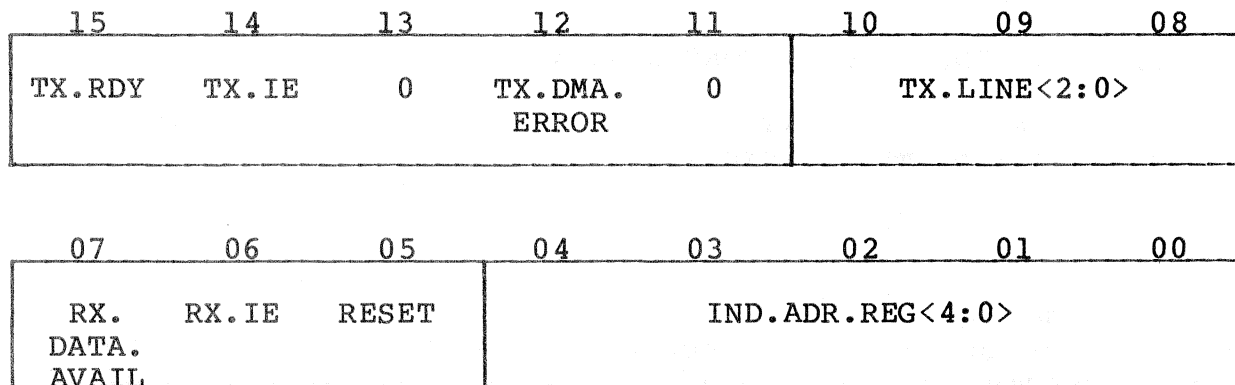 15 14 13 12 11 10 09 08
TX.RDY TX.IE 0 TX.DMA. 0 TX.LINE<2:0>
ERROR
07 06 05 04 03 02 01 00
RX. RX.IE RESET IND.ADR.REG<4:0>
DATA.
AVAIL